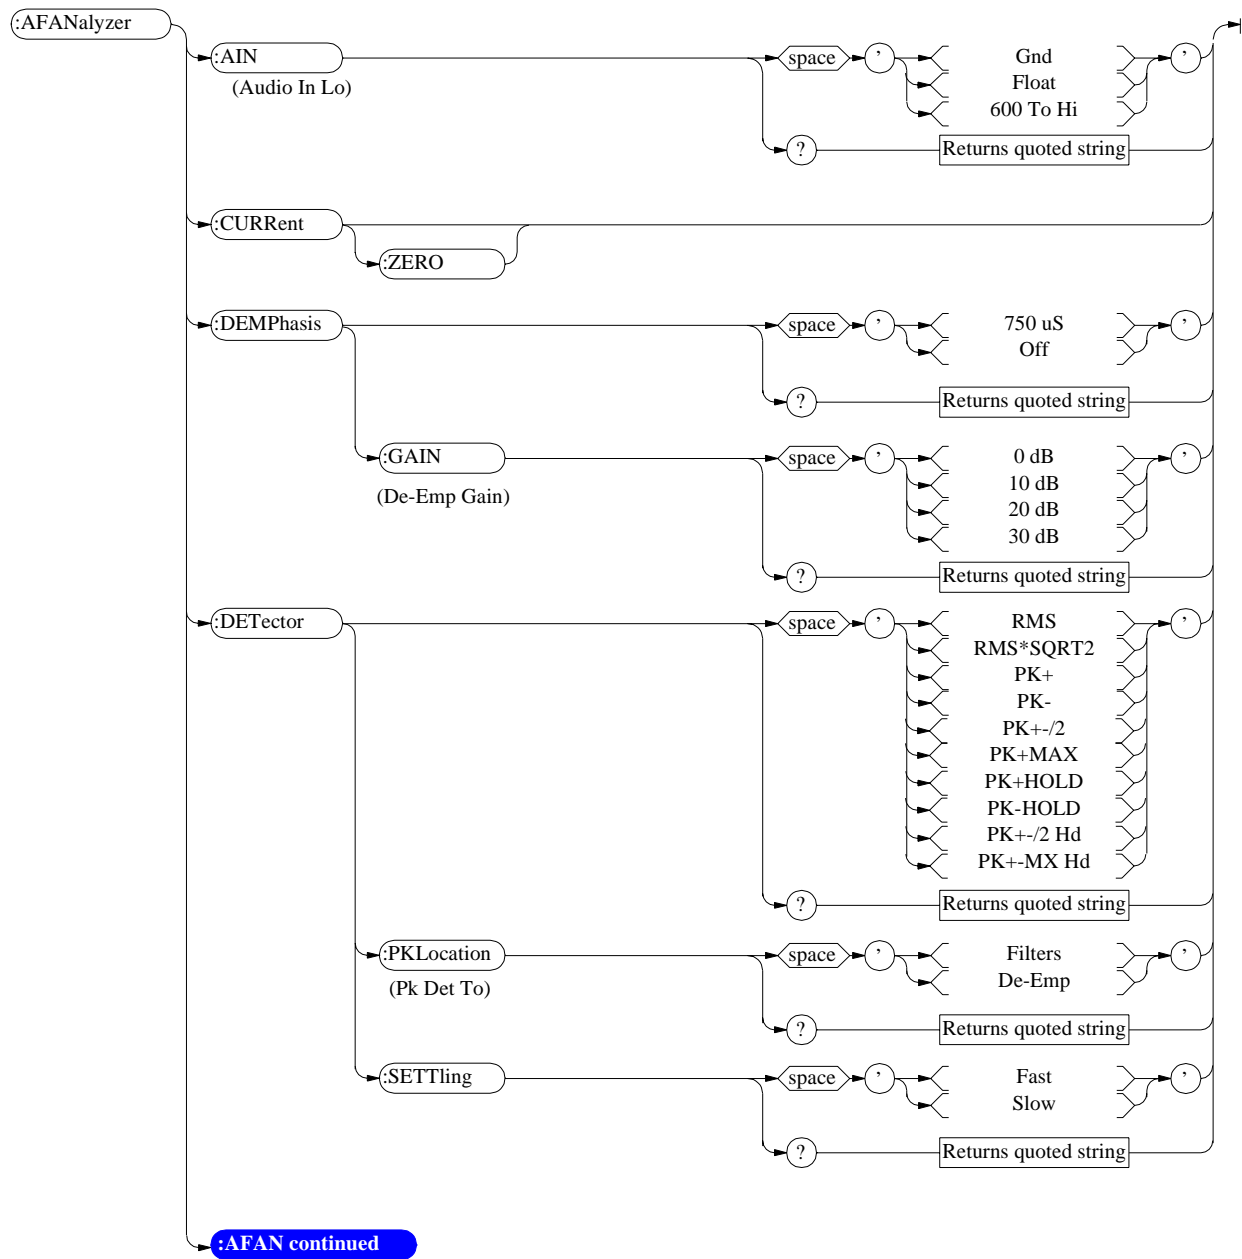 :AFANalyzer
:AIN
(Audio In Lo)
space ’ Gnd ’
Float
600 To Hi
? Returns quoted string
:CURRent
:ZERO
:DEMPhasis space ’ 750 uS ’
Off
? Returns quoted string
:GAIN space ’ 0 dB ’
(De-Emp Gain)
10 dB
20 dB
30 dB
? Returns quoted string
:DETector space ’ RMS ’
RMS*SQRT2
PK+
PK-
PK+-/2
PK+MAX
PK+HOLD
PK-HOLD
PK+-/2 Hd
PK+-MX Hd
? Returns quoted string
:PKLocation space ’ Filters ’
(Pk Det To)
De-Emp
? Returns quoted string
:SETTling space ’ Fast ’
Slow
? Returns quoted string
:AFAN continued